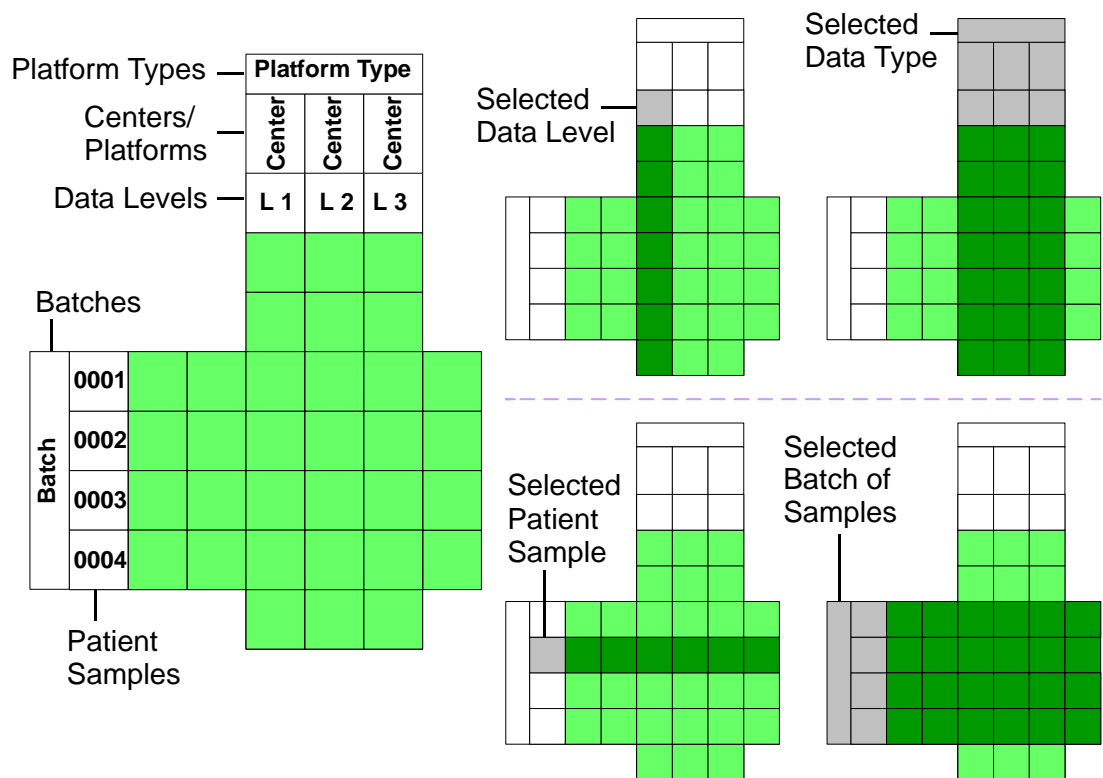 Platform Types
Platform Type
Centers/
Platforms
Center
Center
Center
Data Levels
L 1
L 2
L 3
Batches
Batch
0001
0002
0003
0004
Patient
Samples
Selected
Data Level
Selected
Data Type
Selected
Patient
Sample
Selected
Batch of
Samples